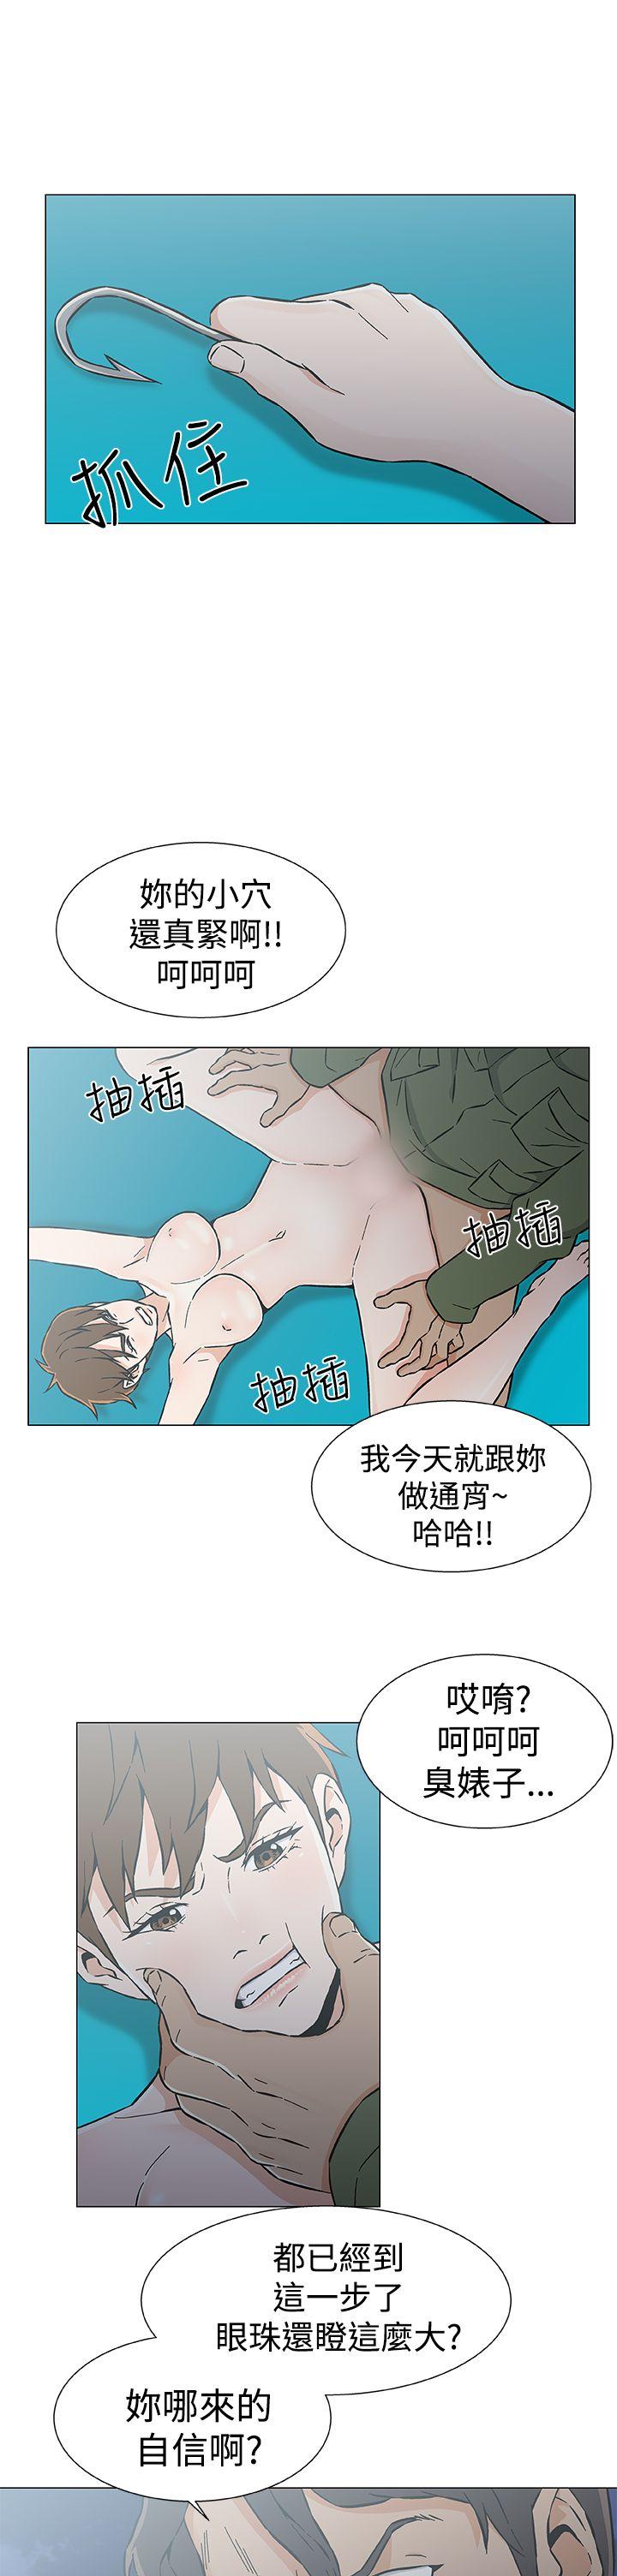 抓住
妳的小穴
還真緊啊!!
呵呵呵
抽插
抽插
抽插
我今天就跟妳
做通宵~
哈哈!!
哎唷?
呵呵呵
臭婊子...
都已經到
這一步了
眼珠還瞪這麼大?
妳哪來的
自信啊?